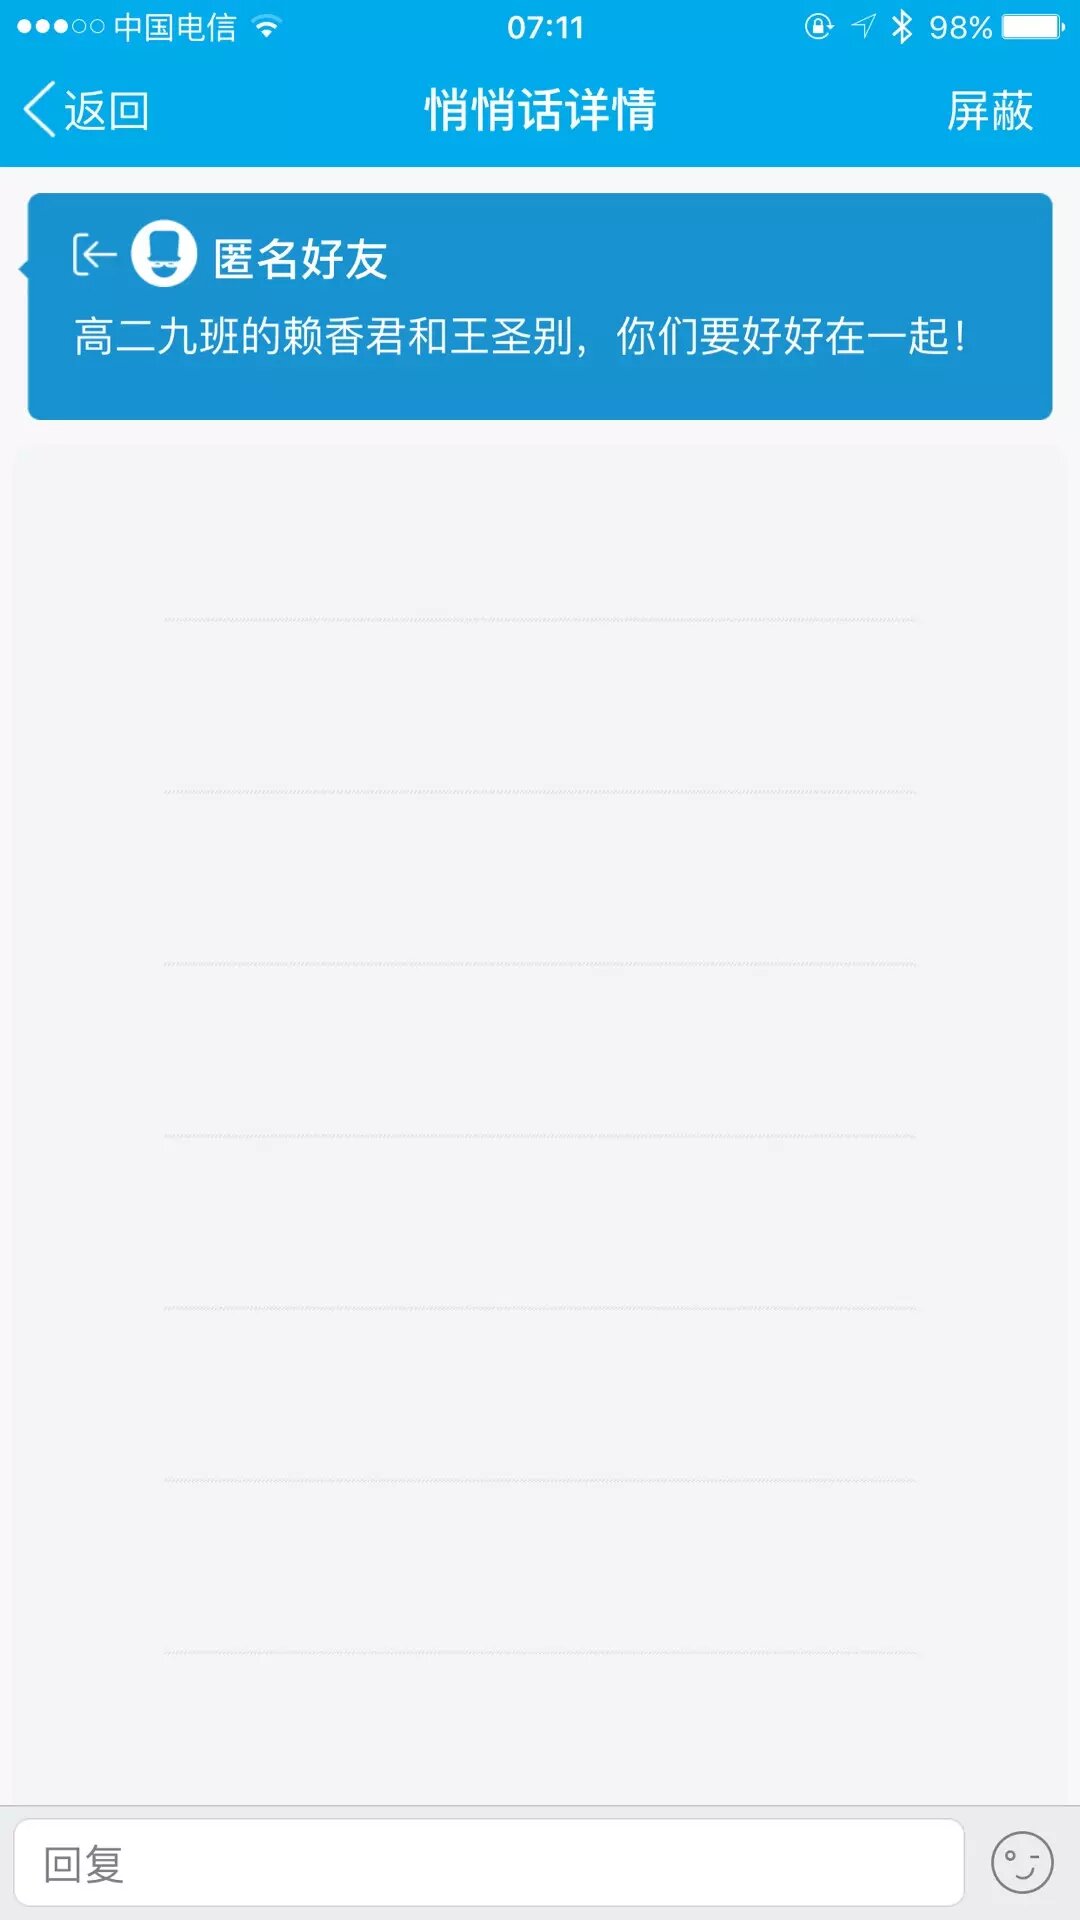 中国电信 07:11 98%
返回 悄悄话详情 屏蔽
匿名好友
高二九班的赖香君和王圣别，你们要好好在一起！
回复